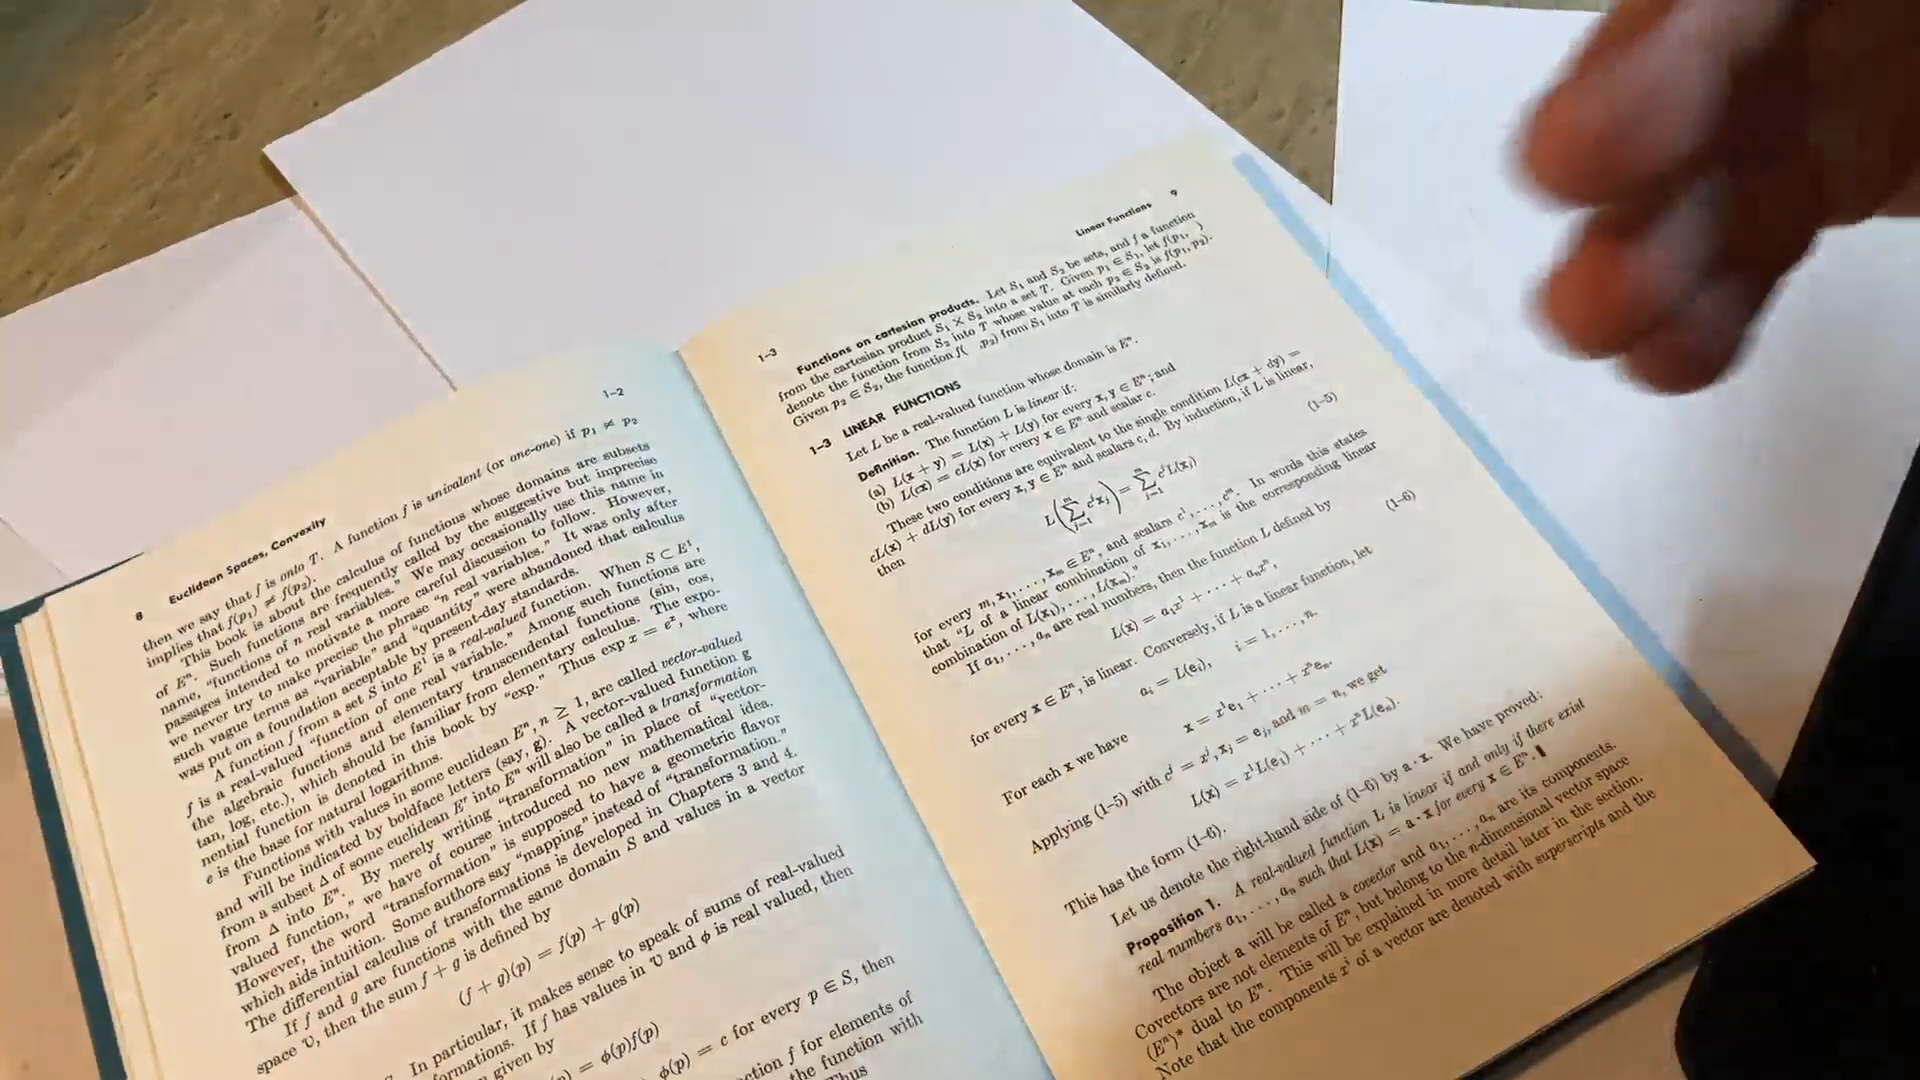 1–2
6 Euclidean Spaces, Convexity
then we say that f is onto T. A function f is univalent (or one-one) if p₁ ≠ p₂
implies that f(p₁) ≠ f(p₂).
This book is about the calculus of functions whose domains are subsets
of Eⁿ. Such functions are frequently called by the suggestive but imprecise
name, "functions of n real variables." We may occasionally use this name in
passages intended to motivate a more careful discussion to follow. However,
we never try to make precise the phrase "n real variables." It was only after
such vague terms as "variable" and "quantity" were abandoned that calculus
was put on a foundation acceptable by present-day standards.
A function f from a set S into E¹ is a real-valued function. When S ⊂ E¹,
f is a real-valued "function of one real variable." Among such functions are
the algebraic functions and elementary transcendental functions (sin, cos,
tan, log, etc.), which should be familiar from elementary calculus. The expo-
nential function is denoted in this book by "exp." Thus exp x = eˣ, where
e is the base for natural logarithms.
Functions with values in some euclidean Eⁿ, n ≥ 1, are called vector-valued
and will be indicated by boldface letters (say, g). A vector-valued function g
from a subset Δ of some euclidean Eʳ into Eⁿ will also be called a transformation
from Δ into Eⁿ. By merely writing "transformation" in place of "vector-
valued function," we have of course introduced no new mathematical idea.
However, the word "transformation" is supposed to have a geometric flavor
which aids intuition. Some authors say "mapping" instead of "transformation."
The differential calculus of transformations is developed in Chapters 3 and 4.
If f and g are functions with the same domain S and values in a vector
space 𝒱, then the sum f + g is defined by
(f + g)(p) = f(p) + g(p)
In particular, it makes sense to speak of sums of real-valued
formations. If f has values in 𝒱 and ϕ is real valued, then
given by
) = ϕ(p)f(p)
ϕ(p) = c for every p ∈ S, then
ction f for elements of
the function with
Thus
Linear Functions 9
1–3
Functions on cartesian products. Let S₁ and S₂ be sets, and f a function
from the cartesian product S₁ × S₂ into a set T. Given p₁ ∈ S₁, let f(p₁, )
denote the function from S₂ into T whose value at each p₂ ∈ S₂ is f(p₁, p₂).
Given p₂ ∈ S₂, the function f( ,p₂) from S₁ into T is similarly defined.
1–3 LINEAR FUNCTIONS
Let L be a real-valued function whose domain is Eⁿ.
Definition. The function L is linear if:
(a) L(x + y) = L(x) + L(y) for every x, y ∈ Eⁿ; and
(b) L(cx) = cL(x) for every x ∈ Eⁿ and scalar c.
These two conditions are equivalent to the single condition L(cx + dy) =
cL(x) + dL(y) for every x, y ∈ Eⁿ and scalars c, d. By induction, if L is linear,
then
L(∑ⱼ₌₁ᵐ cʲxⱼ) = ∑ⱼ₌₁ᵐ cʲL(xⱼ) (1–5)
for every m, x₁, . . . , xₘ ∈ Eⁿ, and scalars c¹, . . . , cᵐ. In words this states
that "L of a linear combination of x₁, . . . , xₘ is the corresponding linear
combination of L(x₁), . . . , L(xₘ)."
If a₁, . . . , aₙ are real numbers, then the function L defined by
L(x) = a₁x¹ + · · · + aₙxⁿ, (1–6)
for every x ∈ Eⁿ, is linear. Conversely, if L is a linear function, let
aᵢ = L(eᵢ), i = 1, . . . , n.
For each x we have
x = x¹e₁ + · · · + xⁿeₙ.
Applying (1–5) with cʲ = xʲ, xⱼ = eⱼ, and m = n, we get
L(x) = x¹L(e₁) + · · · + xⁿL(eₙ).
This has the form (1–6).
Let us denote the right-hand side of (1–6) by a · x. We have proved:
Proposition 1. A real-valued function L is linear if and only if there exist
real numbers a₁, . . . , aₙ such that L(x) = a · x for every x ∈ Eⁿ. ▮
The object a will be called a covector and a₁, . . . , aₙ are its components.
Covectors are not elements of Eⁿ, but belong to the n-dimensional vector space
(Eⁿ)* dual to Eⁿ. This will be explained in more detail later in the section.
Note that the components xⁱ of a vector are denoted with superscripts and the